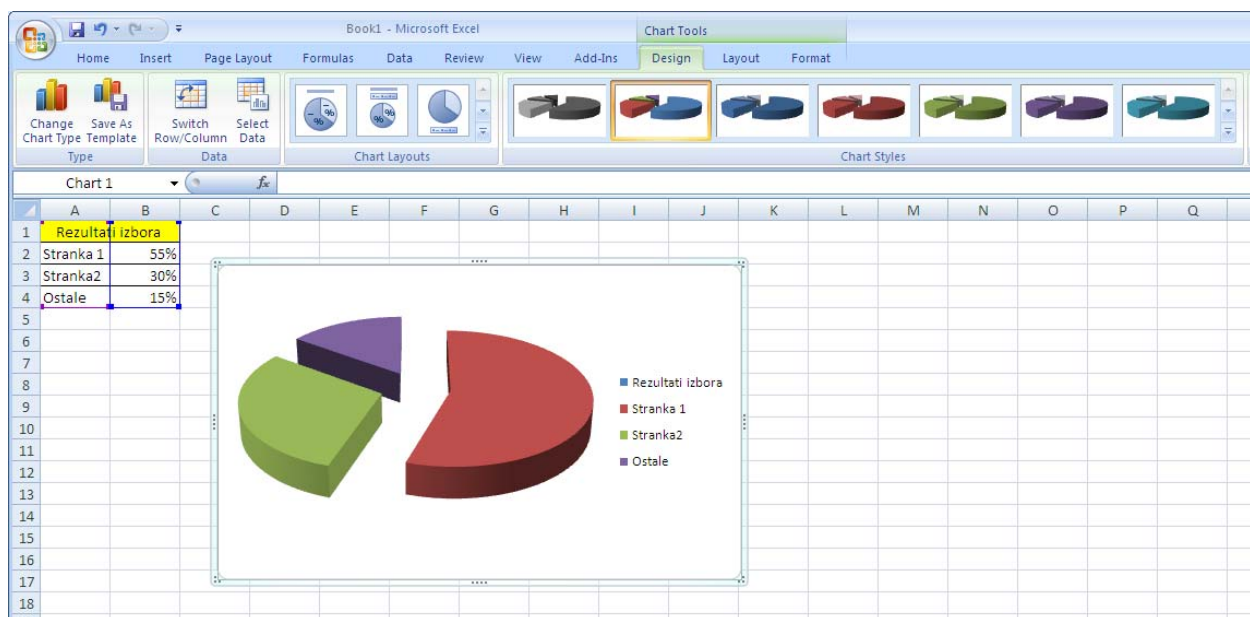 Book1 - Microsoft Excel
Chart Tools
Home Insert Page Layout Formulas Data Review View Add-Ins Design Layout Format
Change Chart Type
Save As Template
Switch Row/Column
Select Data
Type Data Chart Layouts Chart Styles
Chart 1 fx
A B C D E F G H I J K L M N O P Q
1 Rezultati izbora
2 Stranka 1 55%
3 Stranka2 30%
4 Ostale 15%
5
6
7
8
9
10
11
12
13
14
15
16
17
18
Rezultati izbora
Stranka 1
Stranka2
Ostale